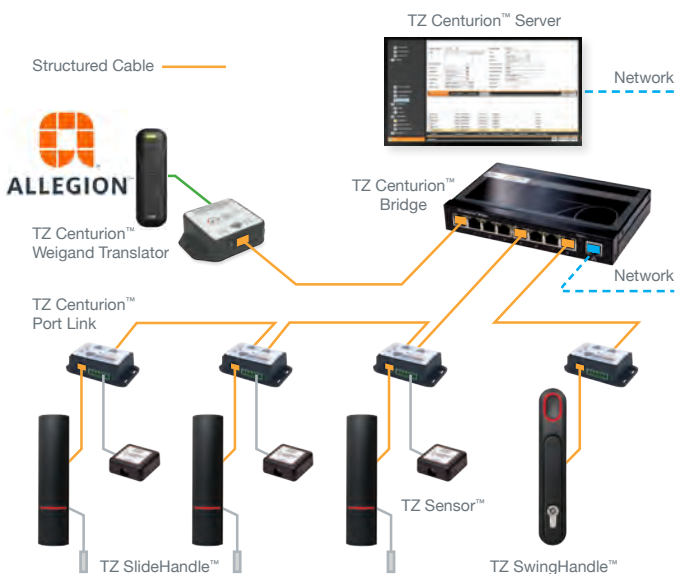 TZ Centurion™ Server
Structured Cable
Network
ALLEGION™
TZ Centurion™
Bridge
TZ Centurion™
Weigand Translator
Network
TZ Centurion™
Port Link
TZ Sensor™
TZ SlideHandle™
TZ SwingHandle™